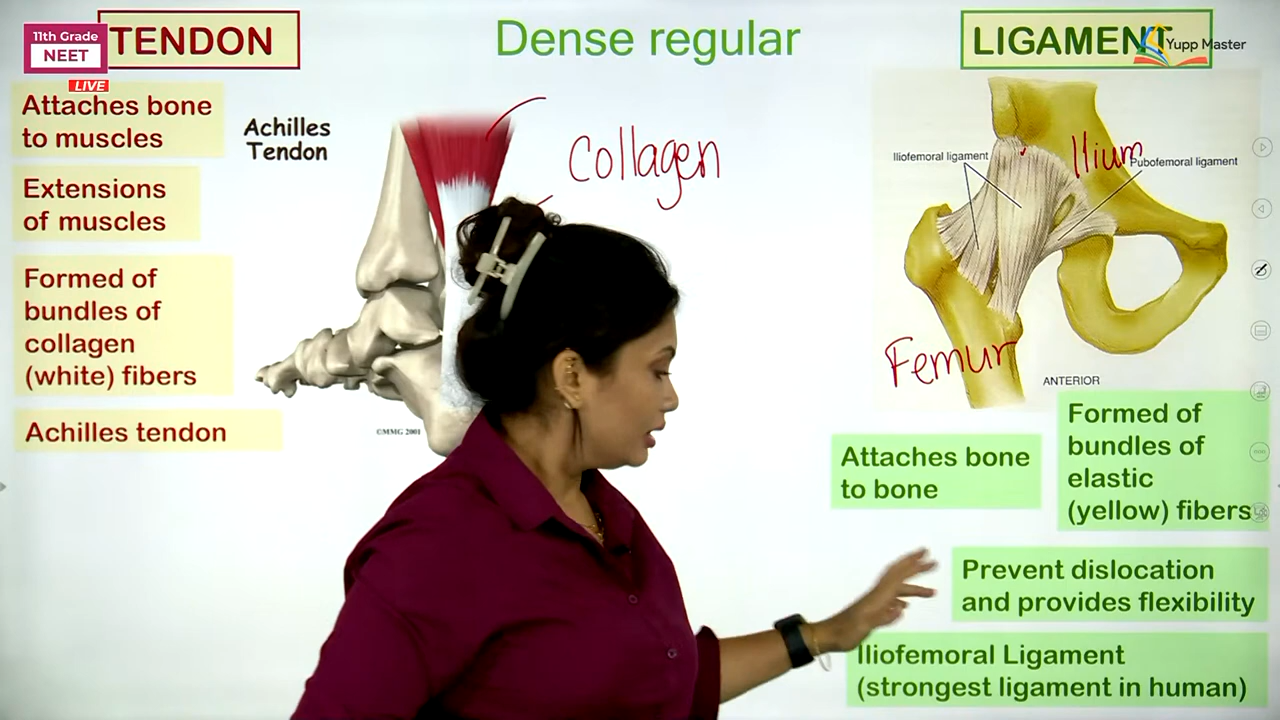 11th Grade
NEET
LIVE
TENDON
Dense regular
LIGAMENT
Yupp Master
Attaches bone
to muscles
Extensions
of muscles
Formed of
bundles of
collagen
(white) fibers
Achilles tendon
Achilles
Tendon
Collagen
©MMG 2001
Iliofemoral ligament
Ilium
Pubofemoral ligament
Femur
ANTERIOR
Attaches bone
to bone
Formed of
bundles of
elastic
(yellow) fibers
Prevent dislocation
and provides flexibility
Iliofemoral Ligament
(strongest ligament in human)